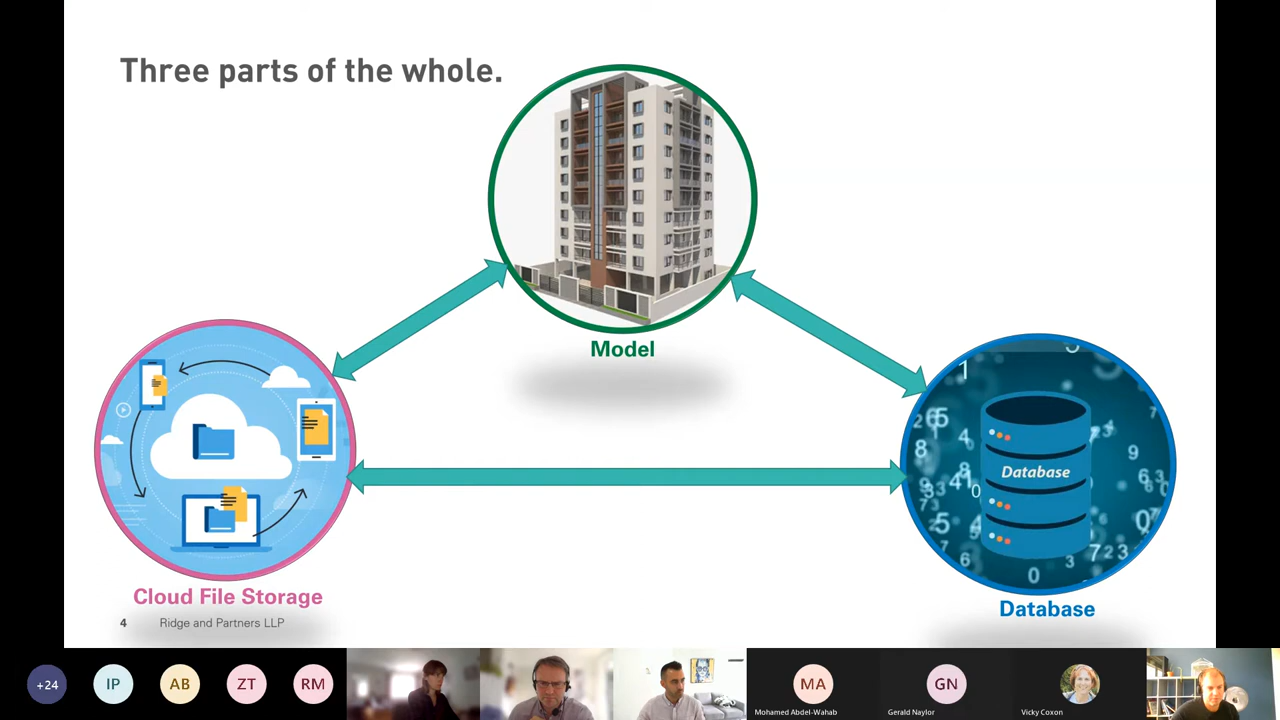 Three parts of the whole.
Model
Database
Cloud File Storage
Database
4 Ridge and Partners LLP
+24
IP
AB
ZT
RM
MA
GN
Mohamed Abdel-Wahab
Gerald Naylor
Vicky Coxon